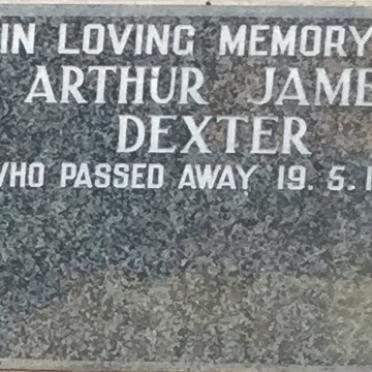 IN LOVING MEMORY
ARTHUR JAME
DEXTER
WHO PASSED AWAY 19. 5. 1